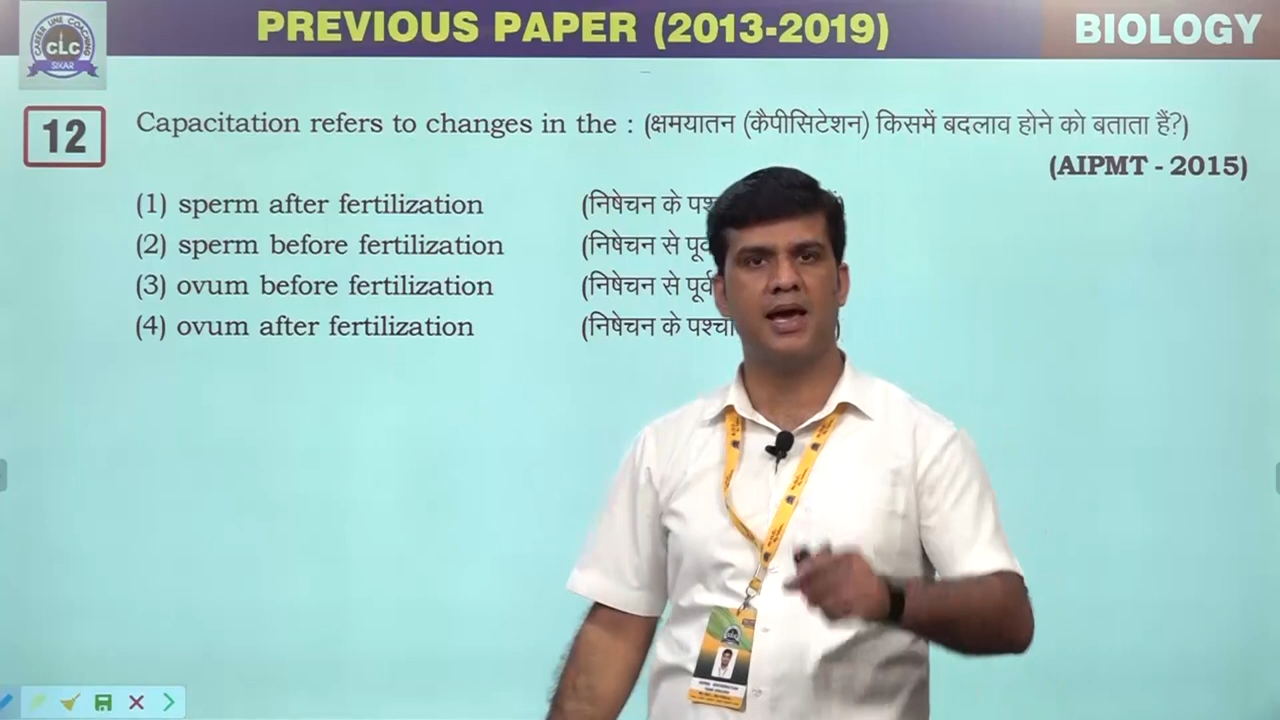 PREVIOUS PAPER (2013-2019)
BIOLOGY
CAREER LINE COACHING
CLC
SIKAR
12
Capacitation refers to changes in the : (क्षमयातन (कैपीसिटेशन) किसमें बदलाव होने को बताता हैं?)
(AIPMT - 2015)
(1) sperm after fertilization (निषेचन के
(2) sperm before fertilization (निषेचन से पूर्व
(3) ovum before fertilization (निषेचन से पूर्व
(4) ovum after fertilization (निषेचन के